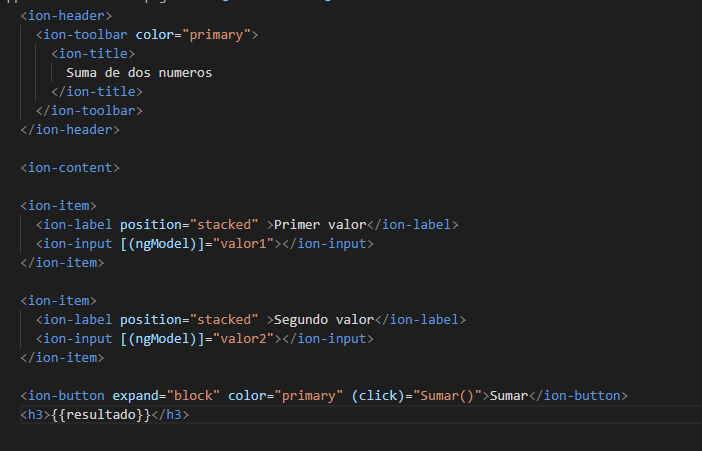 <ion-header>
<ion-toolbar color="primary">
<ion-title>
Suma de dos numeros
</ion-title>
</ion-toolbar>
</ion-header>
<ion-content>
<ion-item>
<ion-label position="stacked" >Primer valor</ion-label>
<ion-input [(ngModel)]="valor1"></ion-input>
</ion-item>
<ion-item>
<ion-label position="stacked" >Segundo valor</ion-label>
<ion-input [(ngModel)]="valor2"></ion-input>
</ion-item>
<ion-button expand="block" color="primary" (click)="Sumar()">Sumar</ion-button>
<h3>{{resultado}}</h3>